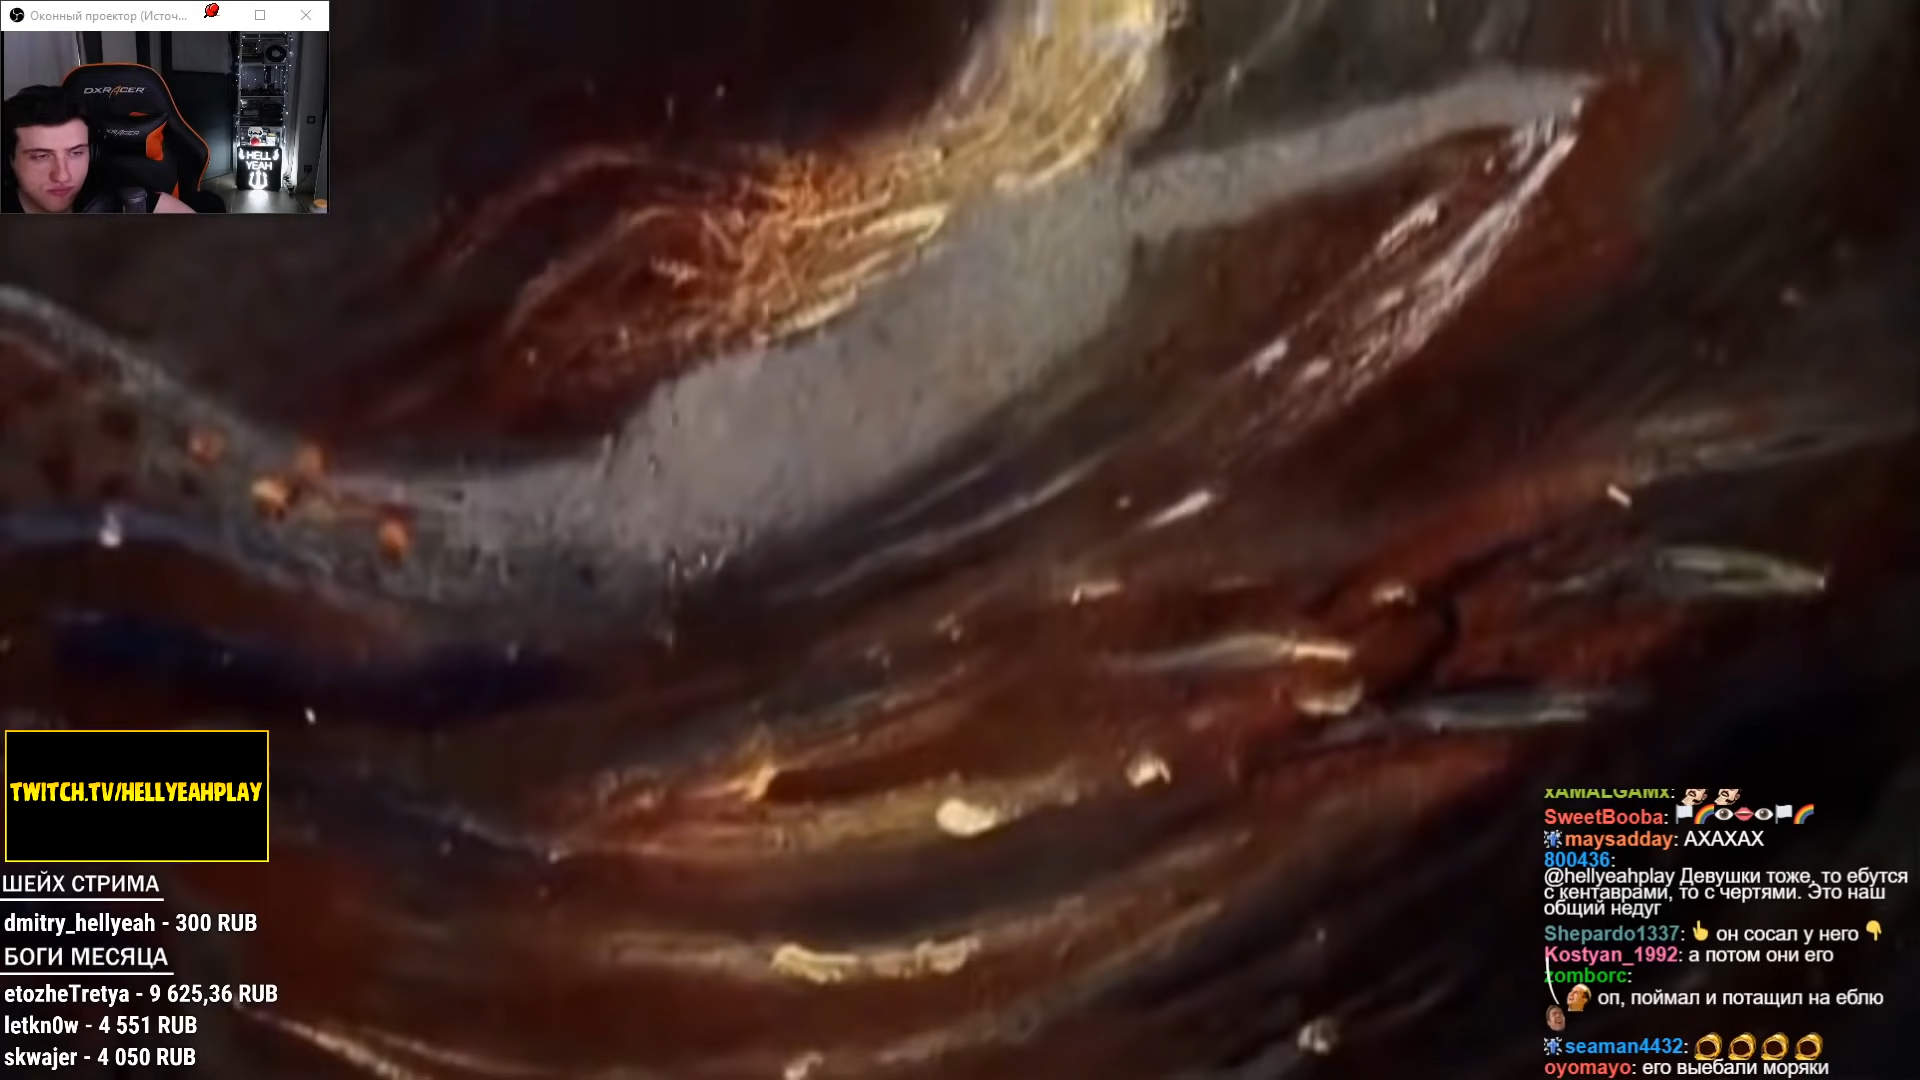 Оконный проектор (Источ...
DXRACER
HELL
YEAH
TWITCH.TV/HELLYEAHPLAY
ШЕЙХ СТРИМА
dmitry_hellyeah - 300 RUB
БОГИ МЕСЯЦА
etozheTretya - 9 625,36 RUB
letkn0w - 4 551 RUB
skwajer - 4 050 RUB
XAMALGAMX:
SweetBooba:
maysadday: АХАХАХ
800436:
@hellyeahplay Девушки тоже, то ебутся
с кентаврами, то с чертями. Это наш
общий недуг
Shepardo1337: он сосал у него
Kostyan_1992: а потом они его
zomborc:
оп, поймал и потащил на еблю
seaman4432:
oyomayo: его выебали моряки